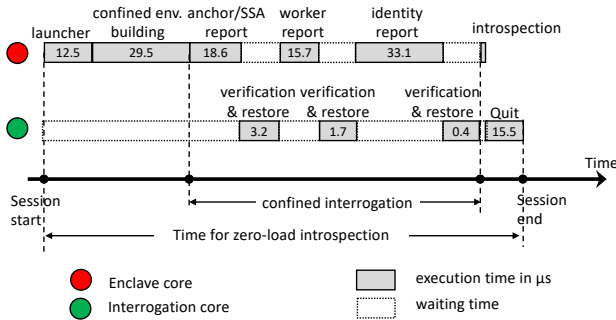 confined env. anchor/SSA worker identity introspection
launcher building report report report
12.5 29.5 18.6 15.7 33.1
verification verification verification
& restore & restore & restore Quit
3.2 1.7 0.4 15.5
Time
Session start
confined interrogation
Session end
Time for zero-load introspection
Enclave core
execution time in µs
Interrogation core
waiting time